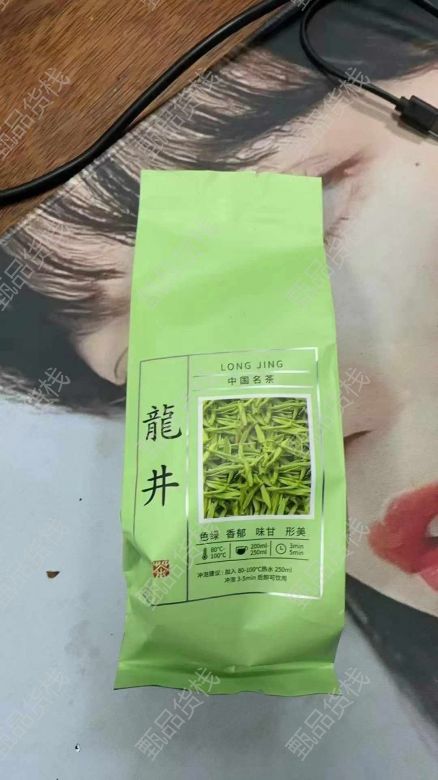 LONG JING
中国名茶
龍井
色绿 香郁 味甘 形美
80℃-100℃
200ml
250ml
3min
5min
冲泡建议：加入 80-100℃热水 250ml
冲泡 3-5min 后即可饮用
茶
甄品货栈